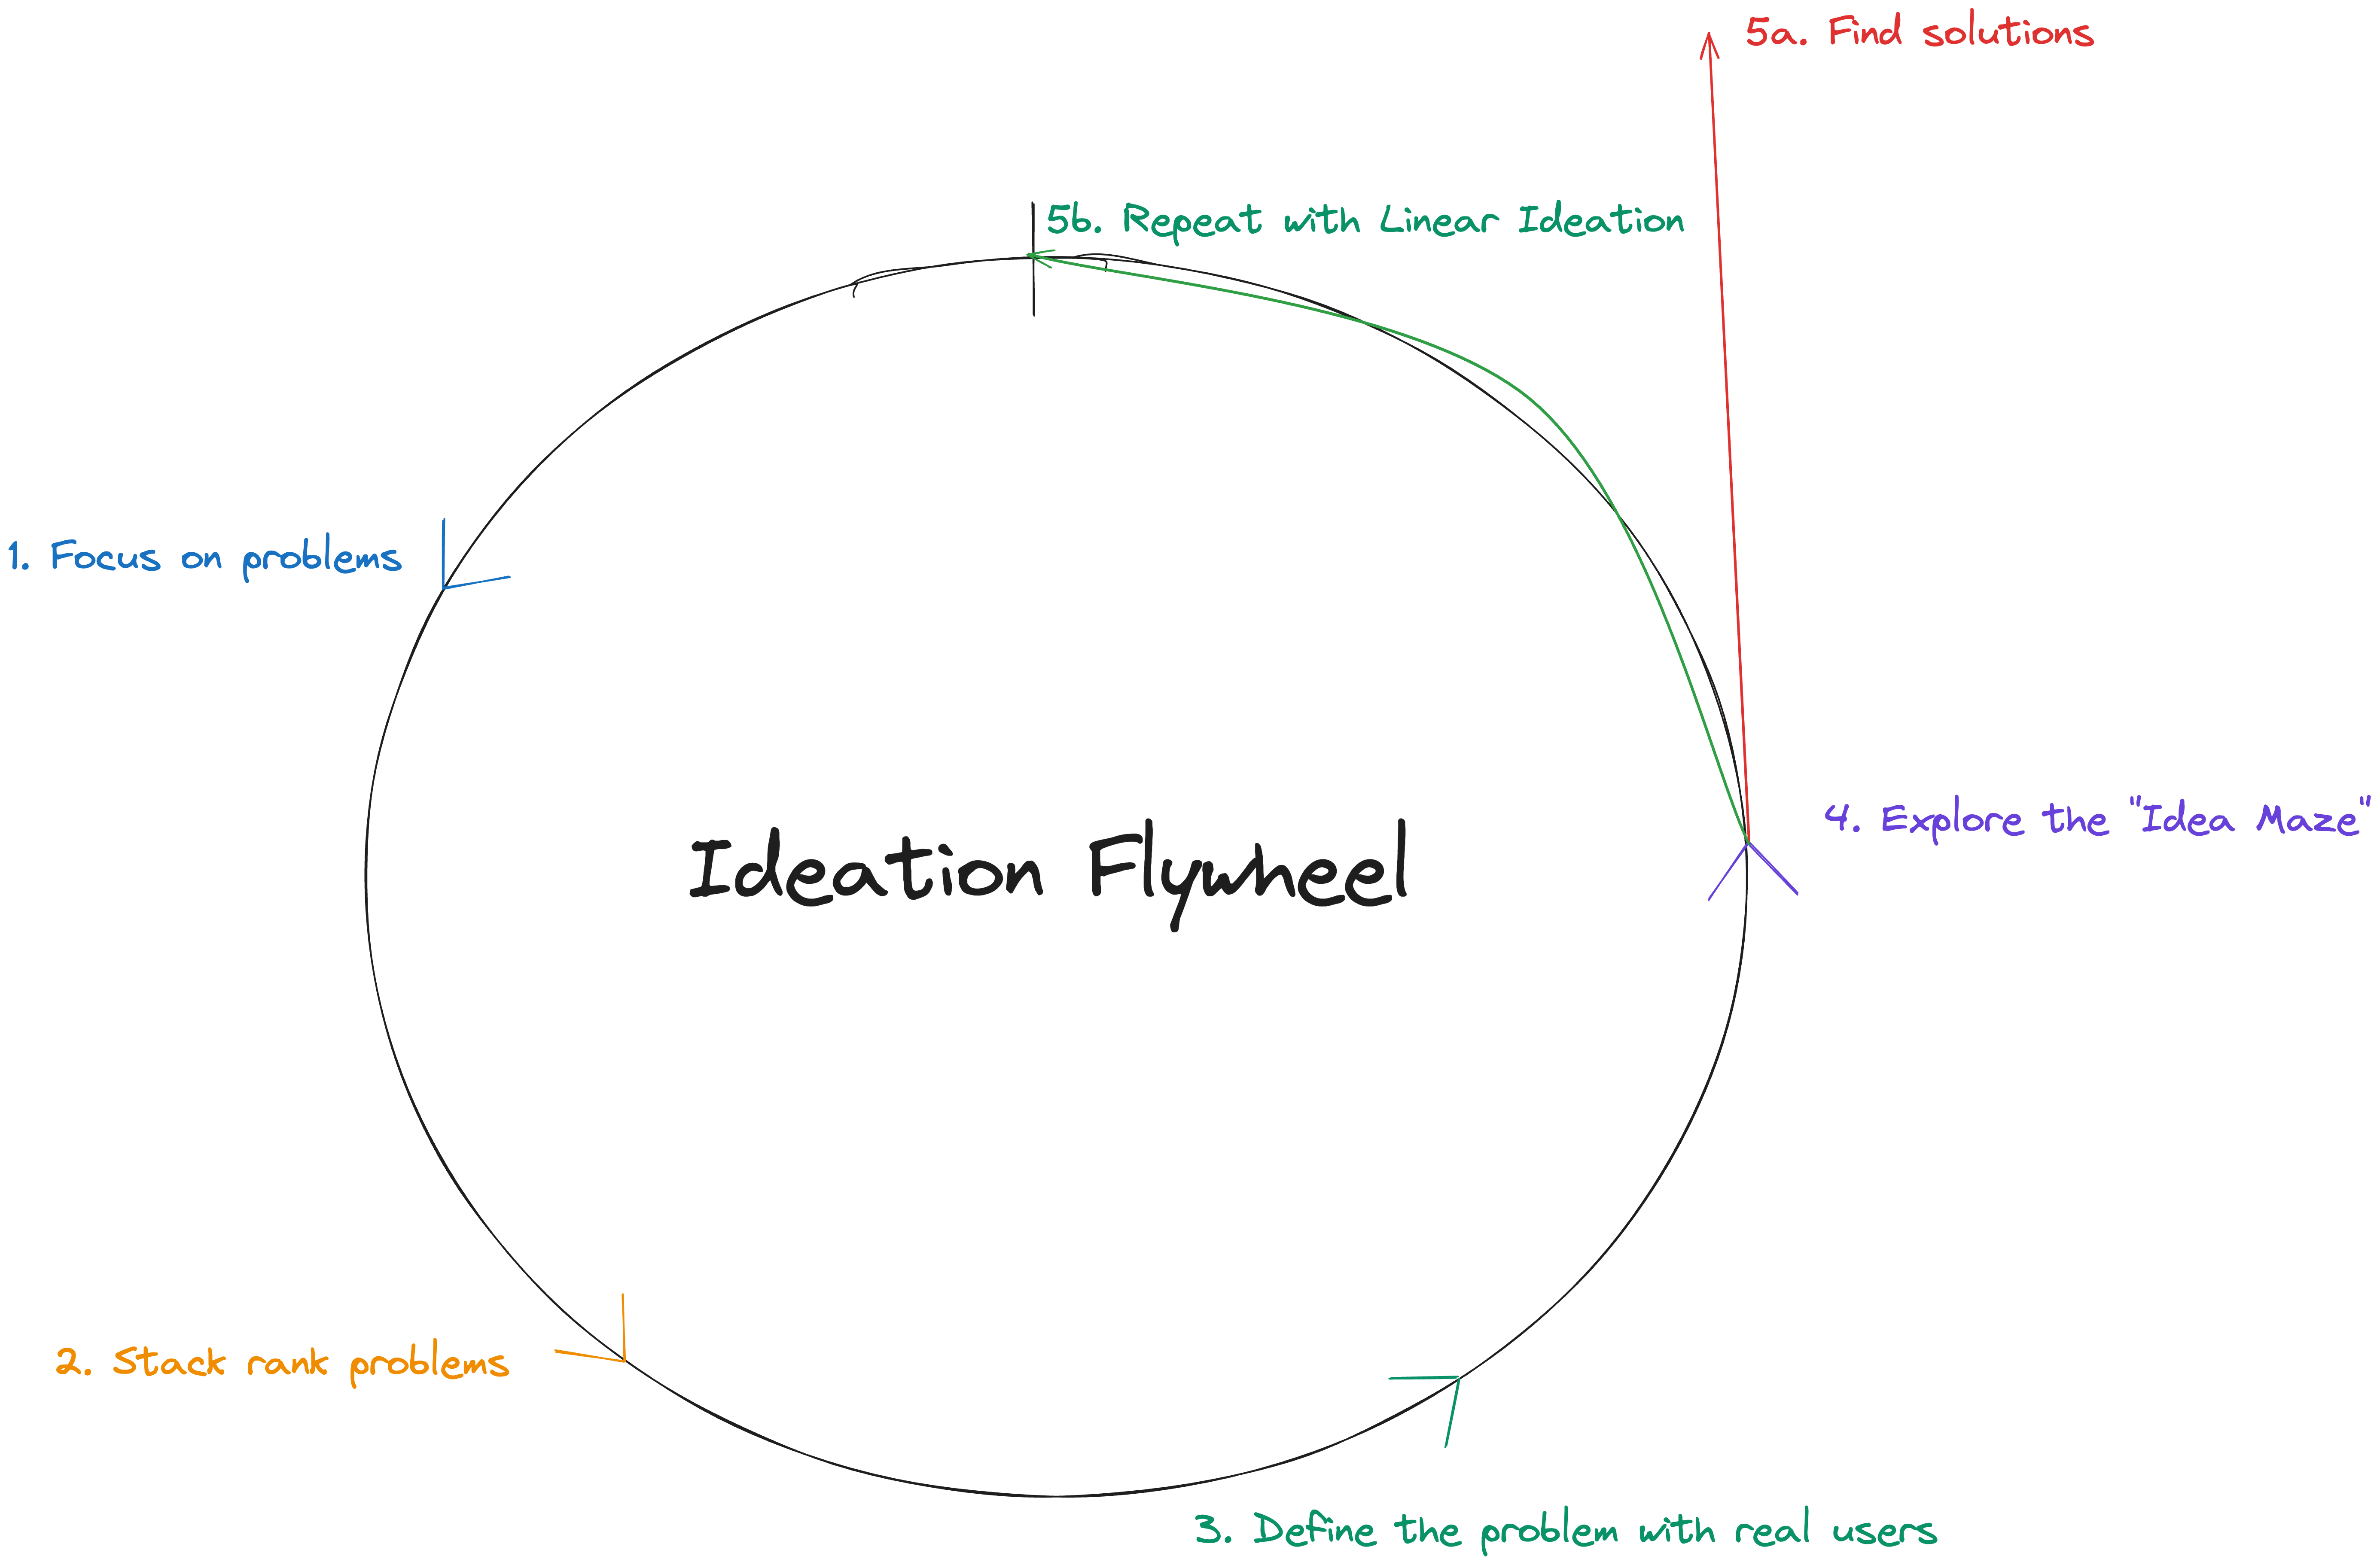 5a. Find solutions
5b. Repeat with Linear Ideation
1. Focus on problems
4. Explore the "Idea Maze"
Ideation Flywheel
2. Stack rank problems
3. Define the problem with real users